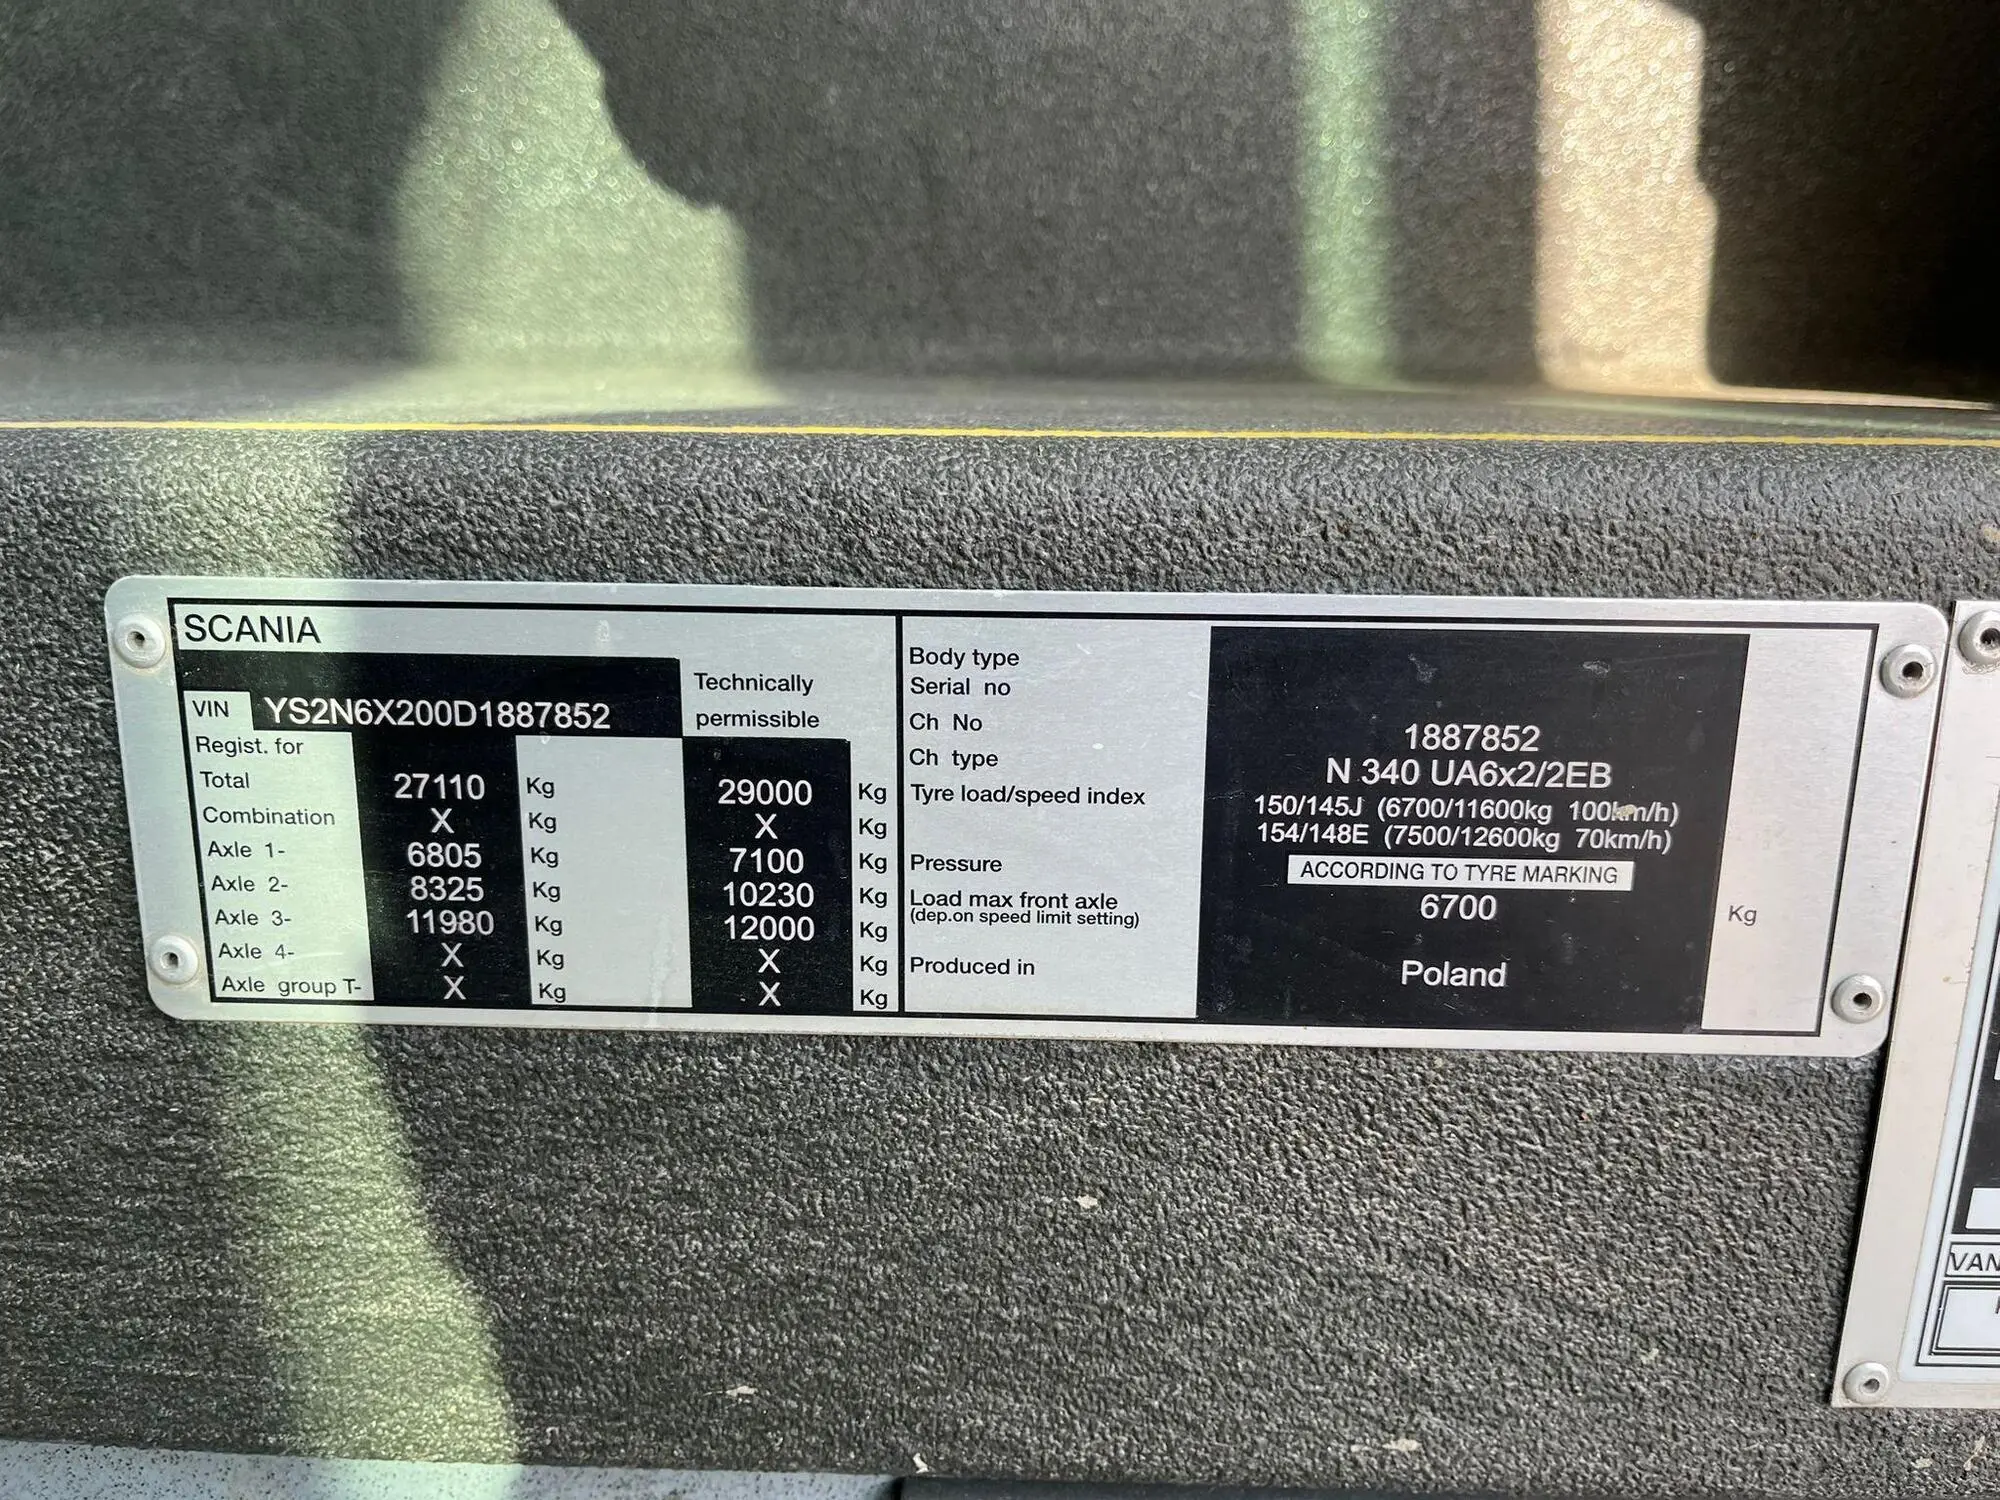 SCANIA
VIN YS2N6X200D1887852
Technically
permissible
Regist. for
Total 27110 Kg 29000 Kg
Combination X Kg X Kg
Axle 1- 6805 Kg 7100 Kg
Axle 2- 8325 Kg 10230 Kg
Axle 3- 11980 Kg 12000 Kg
Axle 4- X Kg X Kg
Axle group T- X Kg X Kg
Body type
Serial no
Ch No 1887852
Ch type N 340 UA6x2/2EB
Tyre load/speed index 150/145J (6700/11600kg 100km/h)
154/148E (7500/12600kg 70km/h)
Pressure ACCORDING TO TYRE MARKING
Load max front axle 6700 Kg
(dep.on speed limit setting)
Produced in Poland
VAN